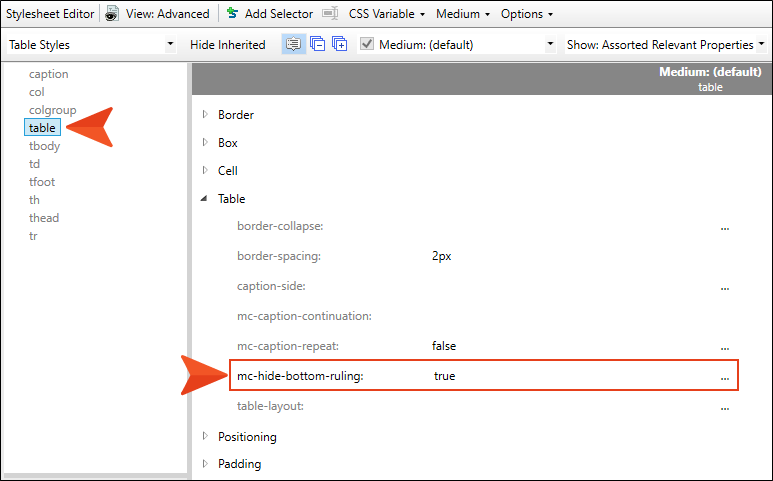 Stylesheet Editor View: Advanced Add Selector CSS Variable Medium Options
Table Styles Hide Inherited Medium: (default) Show: Assorted Relevant Properties
Medium: (default)
table
caption
col
colgroup
table
tbody
td
tfoot
th
thead
tr
Border
Box
Cell
Table
border-collapse: ...
border-spacing: 2px
caption-side: ...
mc-caption-continuation:
mc-caption-repeat: false ...
mc-hide-bottom-ruling: true ...
table-layout: ...
Positioning
Padding